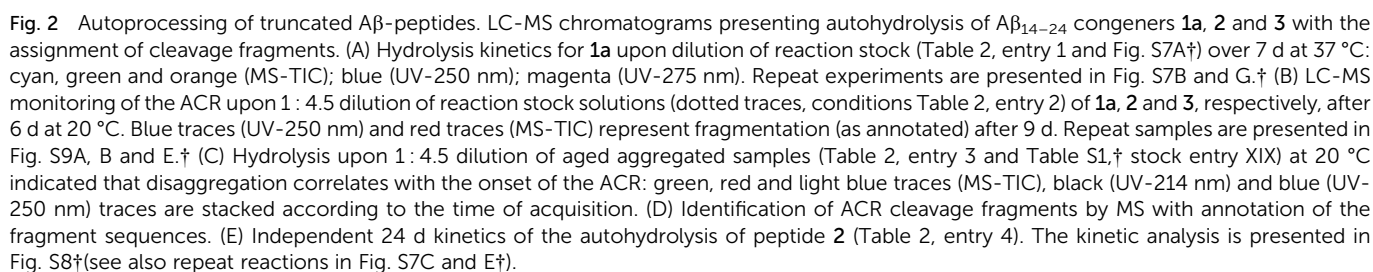 Fig. 2 Autoprocessing of truncated Aβ-peptides. LC-MS chromatograms presenting autohydrolysis of Aβ₁₄₋₂₄ congeners 1a, 2 and 3 with the
assignment of cleavage fragments. (A) Hydrolysis kinetics for 1a upon dilution of reaction stock (Table 2, entry 1 and Fig. S7A†) over 7 d at 37 °C:
cyan, green and orange (MS-TIC); blue (UV-250 nm); magenta (UV-275 nm). Repeat experiments are presented in Fig. S7B and G.† (B) LC-MS
monitoring of the ACR upon 1 : 4.5 dilution of reaction stock solutions (dotted traces, conditions Table 2, entry 2) of 1a, 2 and 3, respectively, after
6 d at 20 °C. Blue traces (UV-250 nm) and red traces (MS-TIC) represent fragmentation (as annotated) after 9 d. Repeat samples are presented in
Fig. S9A, B and E.† (C) Hydrolysis upon 1 : 4.5 dilution of aged aggregated samples (Table 2, entry 3 and Table S1,† stock entry XIX) at 20 °C
indicated that disaggregation correlates with the onset of the ACR: green, red and light blue traces (MS-TIC), black (UV-214 nm) and blue (UV-
250 nm) traces are stacked according to the time of acquisition. (D) Identification of ACR cleavage fragments by MS with annotation of the
fragment sequences. (E) Independent 24 d kinetics of the autohydrolysis of peptide 2 (Table 2, entry 4). The kinetic analysis is presented in
Fig. S8†(see also repeat reactions in Fig. S7C and E†).